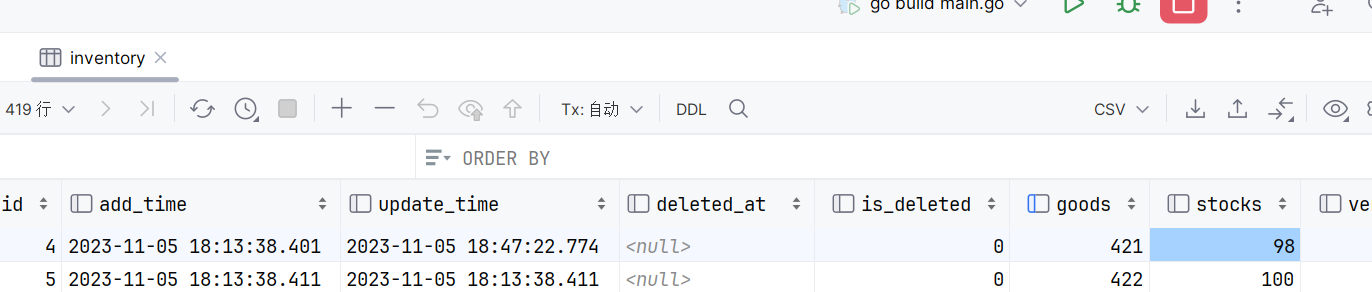 go build main.go
inventory
419 行 Tx: 自动 DDL CSV
ORDER BY
id add_time update_time deleted_at is_deleted goods stocks ve
4 2023-11-05 18:13:38.401 2023-11-05 18:47:22.774 <null> 0 421 98
5 2023-11-05 18:13:38.411 2023-11-05 18:13:38.411 <null> 0 422 100